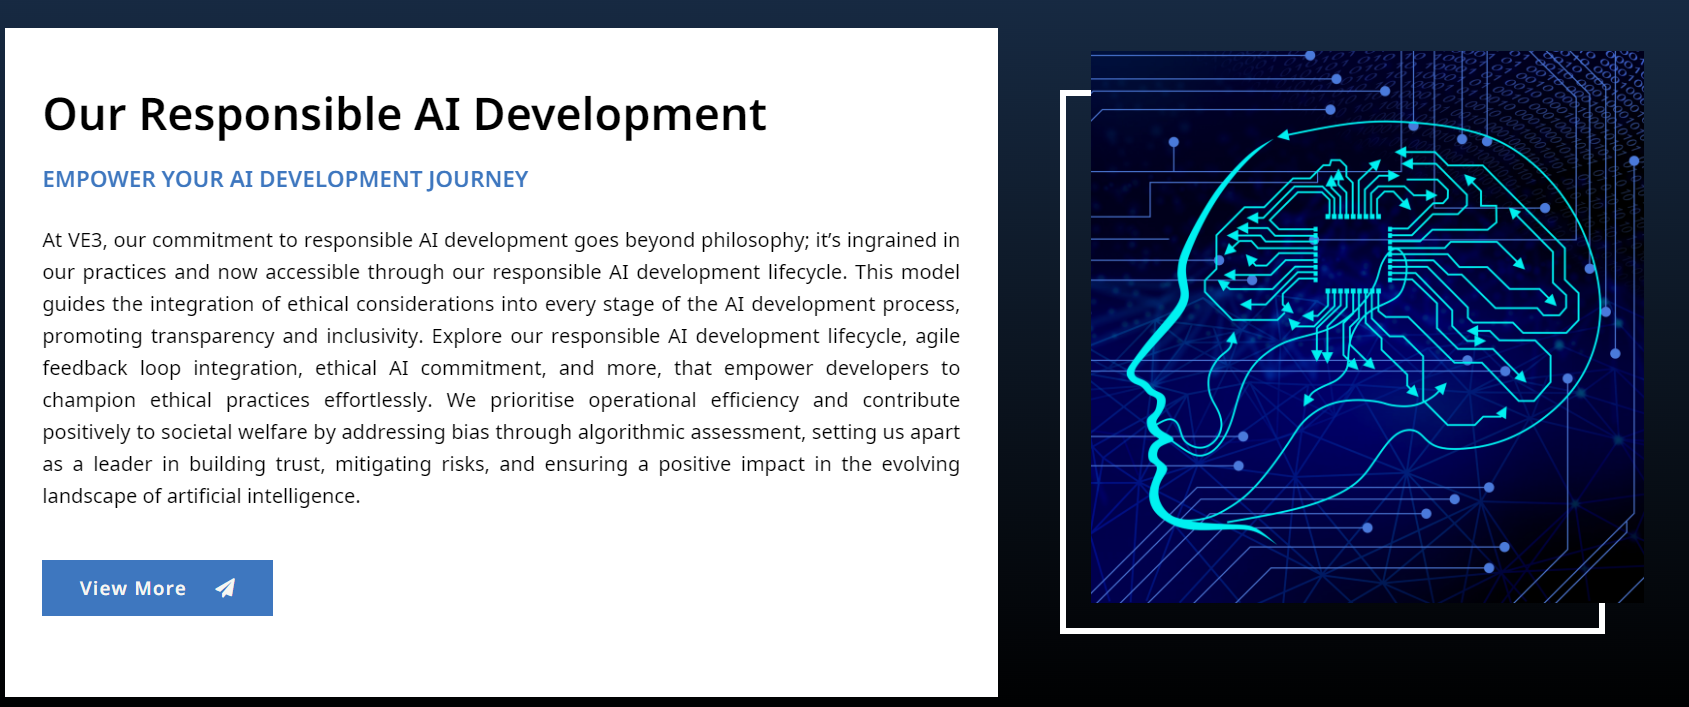 Our Responsible AI Development
EMPOWER YOUR AI DEVELOPMENT JOURNEY
At VE3, our commitment to responsible AI development goes beyond philosophy; it’s ingrained in
our practices and now accessible through our responsible AI development lifecycle. This model
guides the integration of ethical considerations into every stage of the AI development process,
promoting transparency and inclusivity. Explore our responsible AI development lifecycle, agile
feedback loop integration, ethical AI commitment, and more, that empower developers to
champion ethical practices effortlessly. We prioritise operational efficiency and contribute
positively to societal welfare by addressing bias through algorithmic assessment, setting us apart
as a leader in building trust, mitigating risks, and ensuring a positive impact in the evolving
landscape of artificial intelligence.
View More